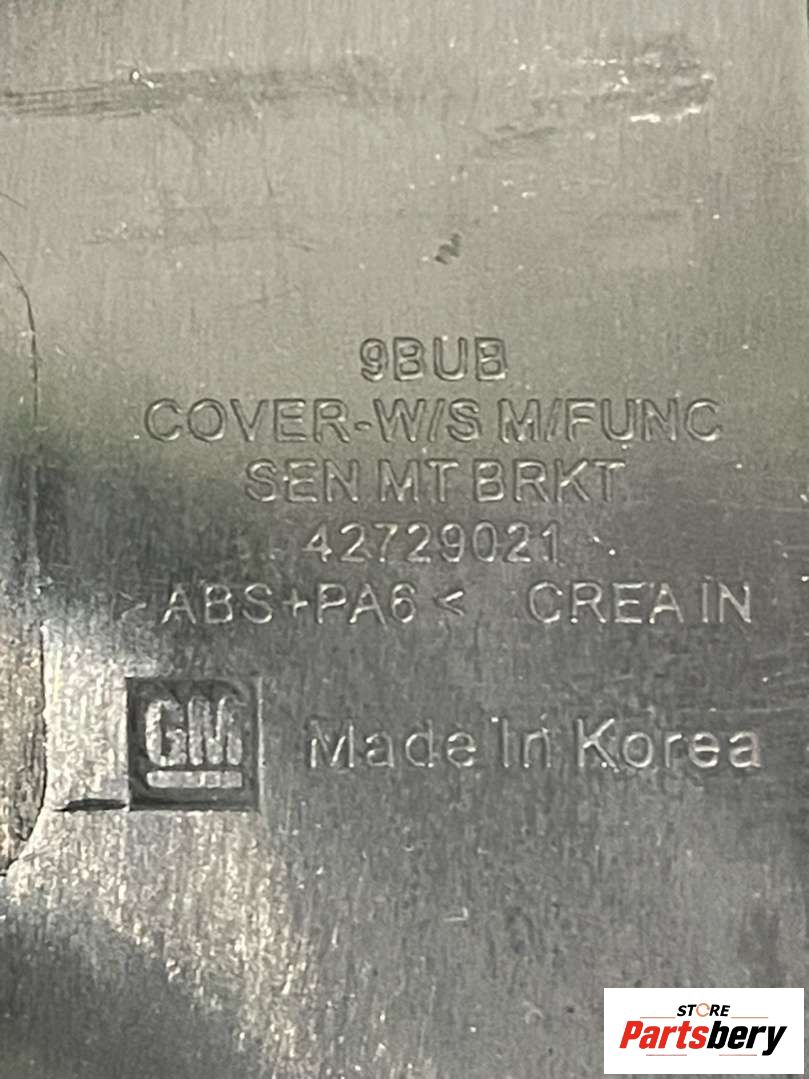 9BUB
COVER-W/S M/FUNC
SEN MT BRKT
42729021
>ABS+PA6< CREA IN
GM Made In Korea
STORE
Partsbery